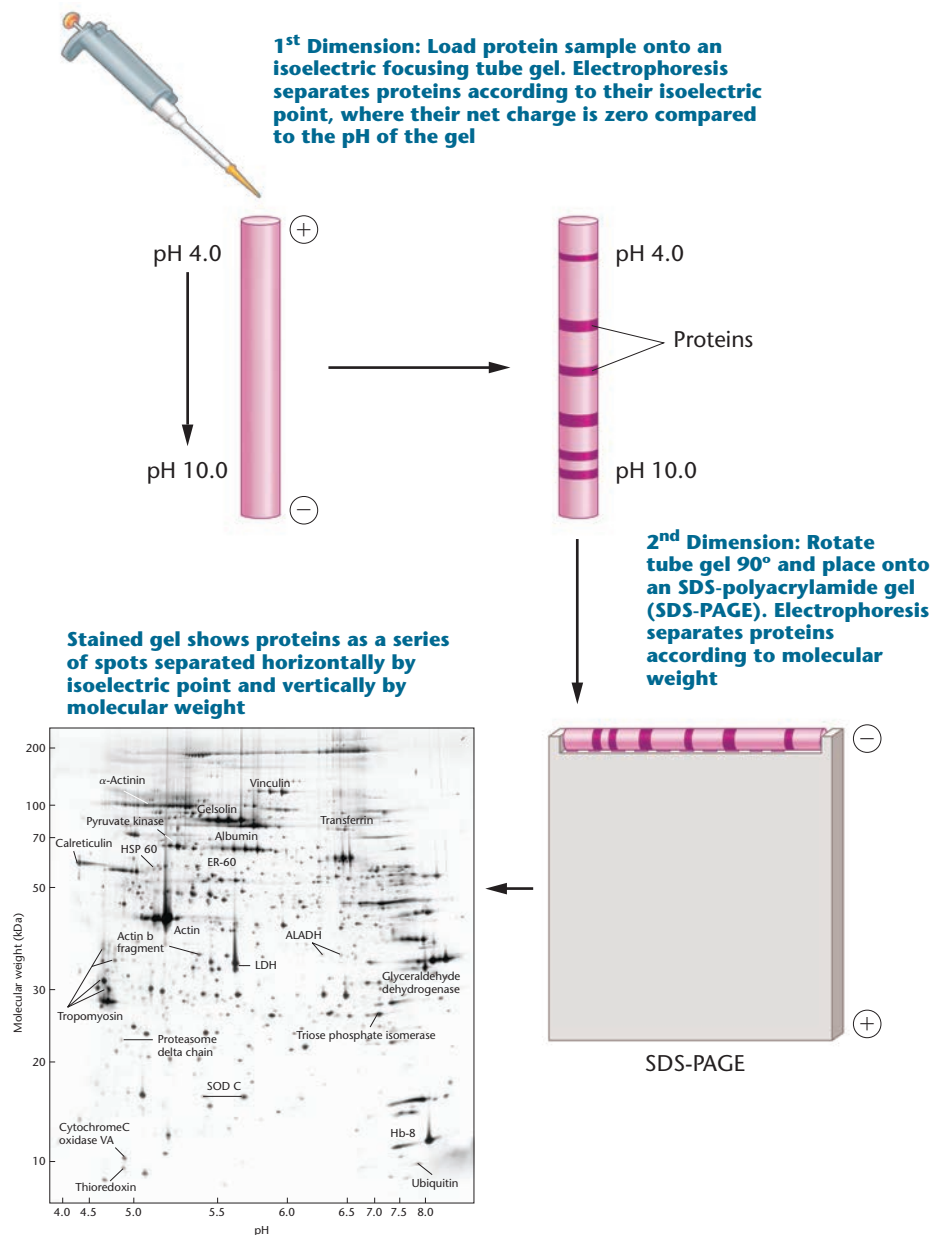 1st Dimension: Load protein sample onto an
isoelectric focusing tube gel. Electrophoresis
separates proteins according to their isoelectric
point, where their net charge is zero compared
to the pH of the gel
+
pH 4.0
pH 10.0
−
pH 4.0
Proteins
pH 10.0
2nd Dimension: Rotate
tube gel 90º and place onto
an SDS-polyacrylamide gel
(SDS-PAGE). Electrophoresis
separates proteins
according to molecular
weight
−
+
SDS-PAGE
Stained gel shows proteins as a series
of spots separated horizontally by
isoelectric point and vertically by
molecular weight
Molecular weight (kDa)
200
100
70
50
30
20
10
α-Actinin
Vinculin
Gelsolin
Pyruvate kinase
Transferrin
Albumin
Calreticulin
HSP 60
ER-60
Actin
Actin b
fragment
ALADH
LDH
Glyceraldehyde
dehydrogenase
Tropomyosin
Proteasome
delta chain
Triose phosphate isomerase
SOD C
CytochromeC
oxidase VA
Hb-8
Thioredoxin
Ubiquitin
4.0 4.5 5.0 5.5 6.0 6.5 7.0 7.5 8.0
pH